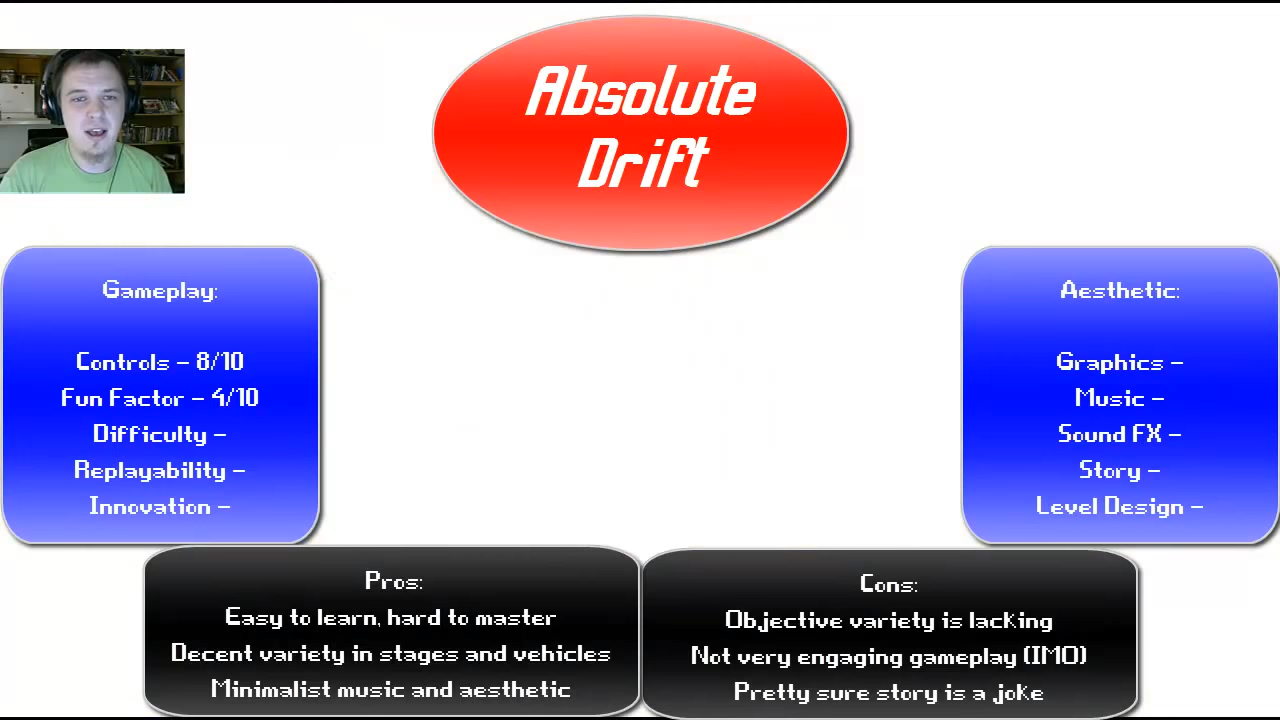 Absolute
Drift
Gameplay:
Controls - 8/10
Fun Factor - 4/10
Difficulty -
Replayability -
Innovation -
Aesthetic:
Graphics -
Music -
Sound FX -
Story -
Level Design -
Pros:
Easy to learn, hard to master
Decent variety in stages and vehicles
Minimalist music and aesthetic
Cons:
Objective variety is lacking
Not very engaging gameplay (IMO)
Pretty sure story is a joke